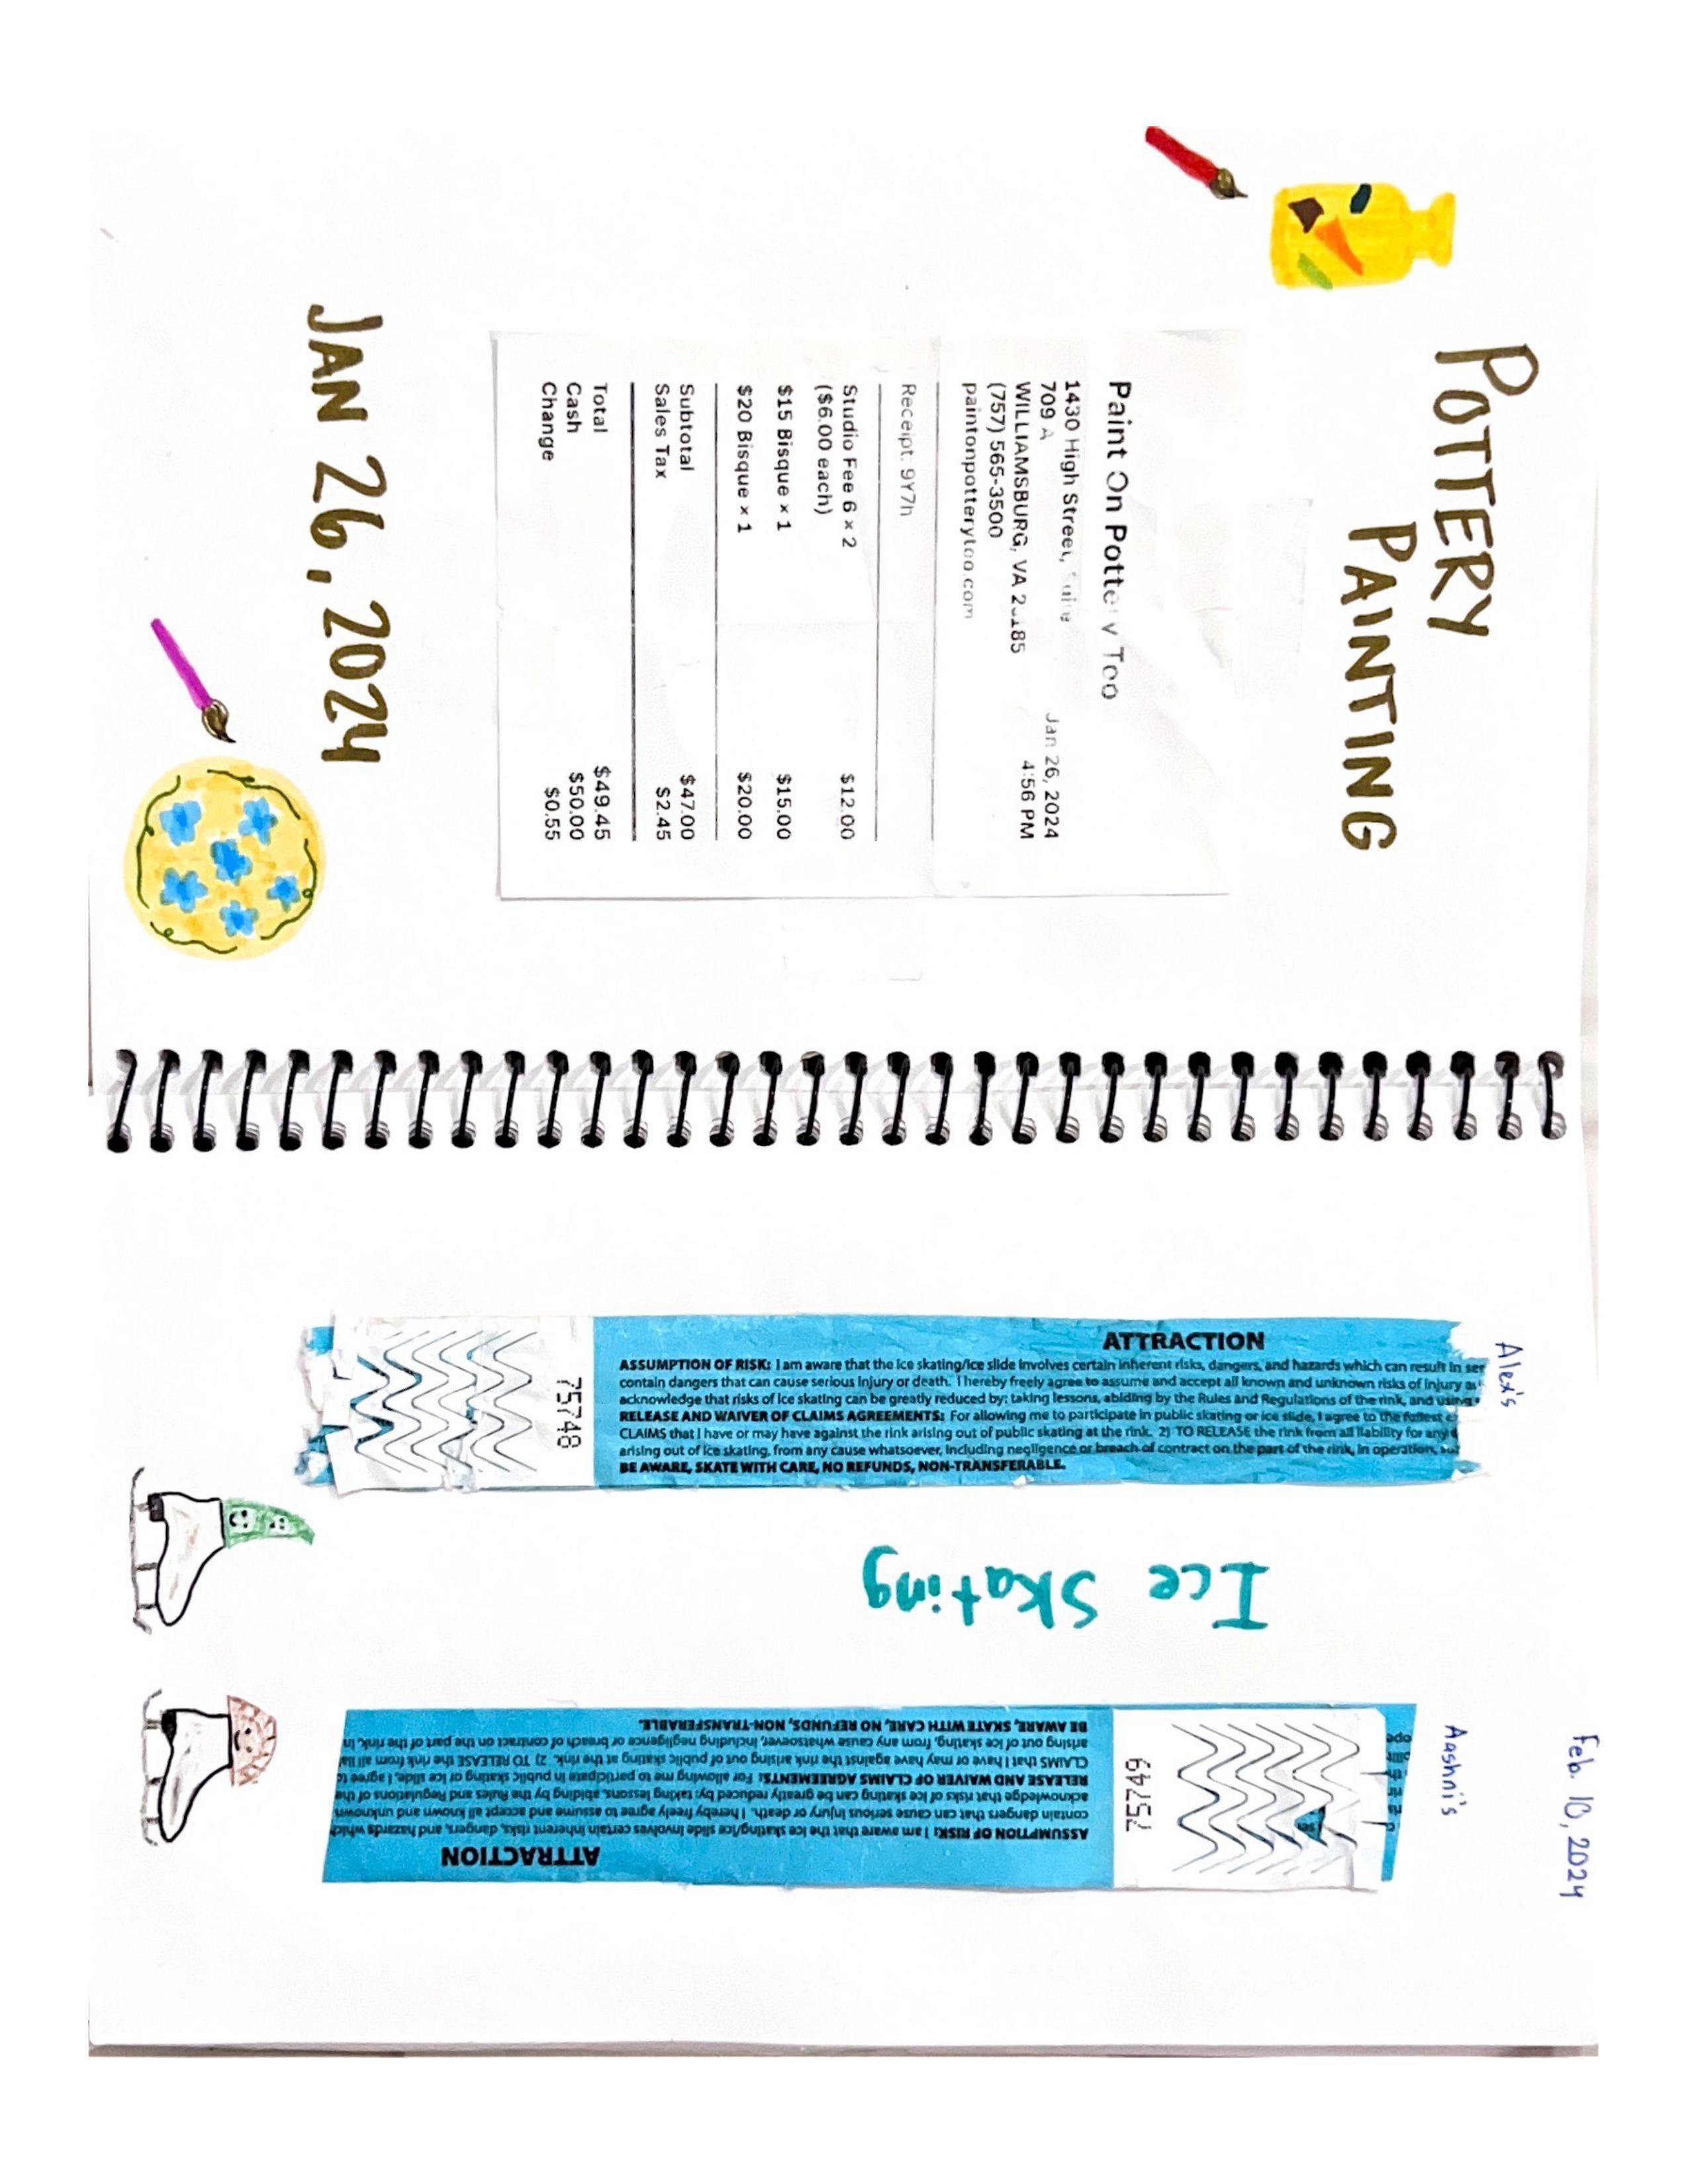 POTTERY
PAINTING
Paint On Pottery Too
1430 High Street, Suite
709 A
WILLIAMSBURG, VA
(757) 565-3500
paintonpotterytoo.com
Jan 26, 2024
4:56 PM
Receipt: 9Y7h
Studio Fee 6 × 2 $12.00
($6.00 each)
$15 Bisque × 1 $15.00
$20 Bisque × 1 $20.00
Subtotal $47.00
Sales Tax $2.45
Total $49.45
Cash $50.00
Change $0.55
JAN 26, 2024
Feb. 10, 2024
Alex's
ATTRACTION
ASSUMPTION OF RISK: I am aware that the ice skating/ice slide involves certain inherent risks, dangers, and hazards which can result in ser
contain dangers that can cause serious injury or death. I hereby freely agree to assume and accept all known and unknown risks of injury
acknowledge that risks of ice skating can be greatly reduced by: taking lessons, abiding by the Rules and Regulations of the rink, and using
RELEASE AND WAIVER OF CLAIMS AGREEMENTS: For allowing me to participate in public skating or ice slide, I agree to the fullest
CLAIMS that I have or may have against the rink arising out of public skating at the rink. 2) TO RELEASE the rink from all liability for any
arising out of ice skating, from any cause whatsoever, including negligence or breach of contract on the part of the rink, in operation,
BE AWARE, SKATE WITH CARE, NO REFUNDS, NON-TRANSFERABLE.
75748
Ice Skating
Aashni's
ATTRACTION
ASSUMPTION OF RISK: I am aware that the ice skating/ice slide involves certain inherent risks, dangers, and hazards which
contain dangers that can cause serious injury or death. I hereby freely agree to assume and accept all known and unknown
acknowledge that risks of ice skating can be greatly reduced by: taking lessons, abiding by the Rules and Regulations of the
RELEASE AND WAIVER OF CLAIMS AGREEMENTS: For allowing me to participate in public skating or ice slide, I agree to
CLAIMS that I have or may have against the rink arising out of public skating at the rink. 2) TO RELEASE the rink from all lia
arising out of ice skating, from any cause whatsoever, including negligence or breach of contract on the part of the rink, in
BE AWARE, SKATE WITH CARE, NO REFUNDS, NON-TRANSFERABLE.
75749